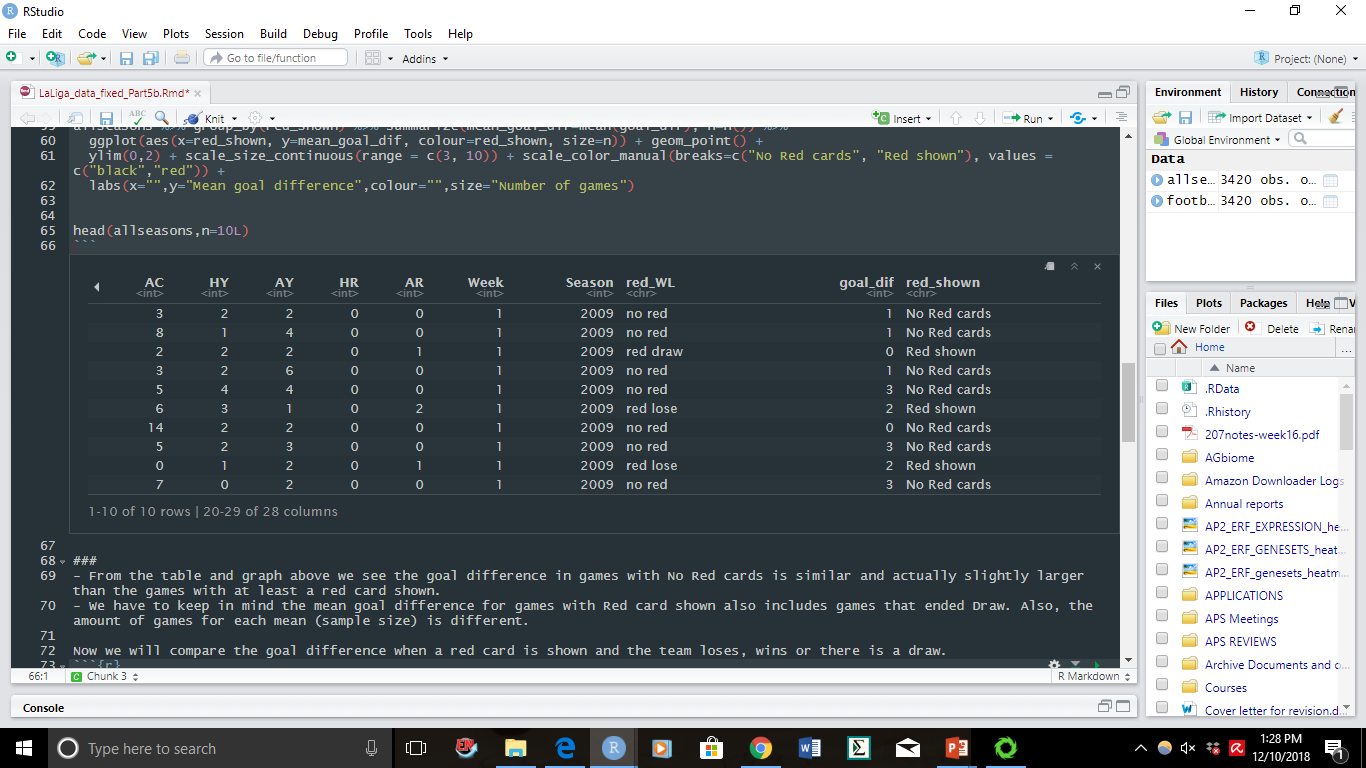 RStudio
File Edit Code View Plots Session Build Debug Profile Tools Help
Go to file/function Addins Project: (None)
LaLiga_data_fixed_Part5b.Rmd*
ABC Knit Insert Run
60 ggplot(aes(x=red_shown, y=mean_goal_dif, colour=red_shown, size=n)) + geom_point() +
61 ylim(0,2) + scale_size_continuous(range = c(3, 10)) + scale_color_manual(breaks=c("No Red cards", "Red shown"), values =
c("black","red")) +
62 labs(x="",y="Mean goal difference",colour="",size="Number of games")
63
64
65 head(allseasons,n=10L)
66 ```
AC HY AY HR AR Week Season red_WL goal_dif red_shown
<int> <int> <int> <int> <int> <int> <int> <chr> <int> <chr>
3 2 2 0 0 1 2009 no red 1 No Red cards
8 1 4 0 0 1 2009 no red 1 No Red cards
2 2 2 0 1 1 2009 red draw 0 Red shown
3 2 6 0 0 1 2009 no red 1 No Red cards
5 4 4 0 0 1 2009 no red 3 No Red cards
6 3 1 0 2 1 2009 red lose 2 Red shown
14 2 2 0 0 1 2009 no red 0 No Red cards
5 2 3 0 0 1 2009 no red 3 No Red cards
0 1 2 0 1 1 2009 red lose 2 Red shown
7 0 2 0 0 1 2009 no red 3 No Red cards
1-10 of 10 rows | 20-29 of 28 columns
67
68 ###
69 - From the table and graph above we see the goal difference in games with No Red cards is similar and actually slightly larger
than the games with at least a red card shown.
70 - We have to keep in mind the mean goal difference for games with Red card shown also includes games that ended Draw. Also, the
amount of games for each mean (sample size) is different.
71
72 Now we will compare the goal difference when a red card is shown and the team loses, wins or there is a draw.
73 ```{r}
66:1 Chunk 3 R Markdown
Console
Environment History Connection
Import Dataset
Global Environment
Data
allse... 3420 obs. o...
footb... 3420 obs. o...
Files Plots Packages Help V
New Folder Delete Rena
Home ...
Name
.RData
.Rhistory
207notes-week16.pdf
AGbiome
Amazon Downloader Logs
Annual reports
AP2_ERF_EXPRESSION_he...
AP2_ERF_GENESETS_heat...
AP2_ERF_genesets_heatm...
APPLICATIONS
APS Meetings
APS REVIEWS
Archive Documents and c...
Courses
Cover letter for revision.d...
Type here to search
1:28 PM
12/10/2018
1